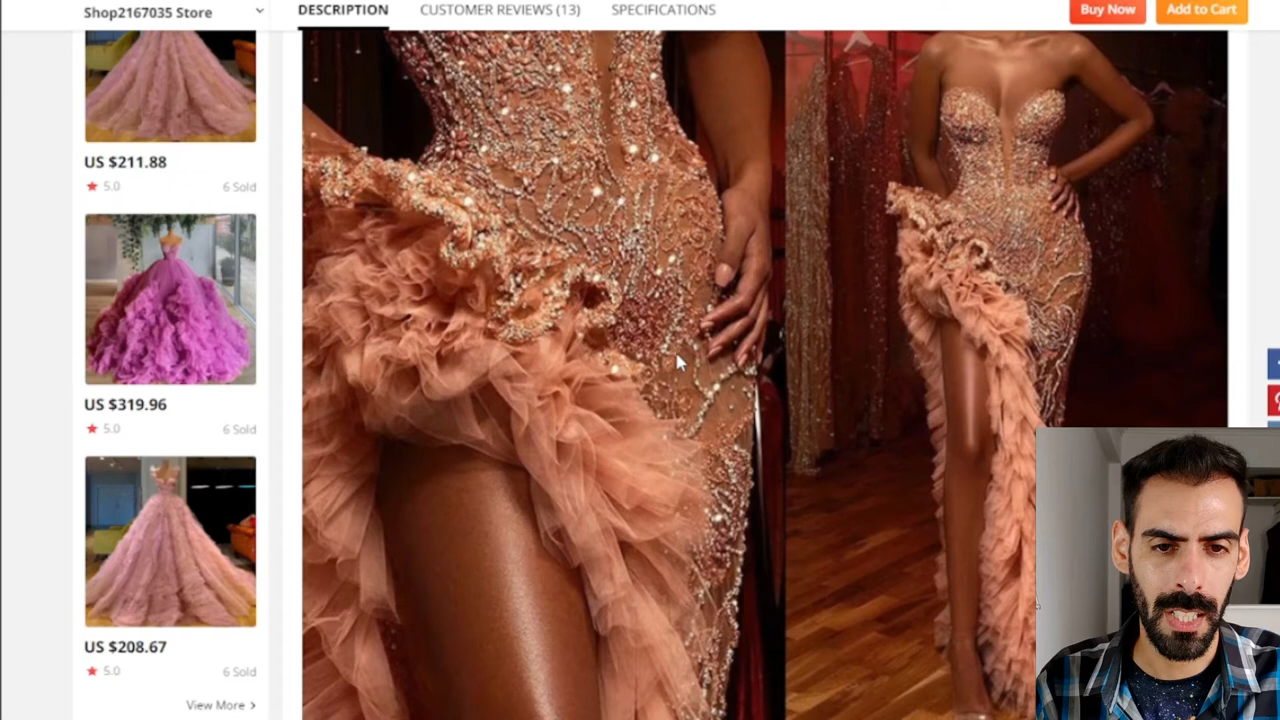 Shop2167035 Store
DESCRIPTION
CUSTOMER REVIEWS (13)
SPECIFICATIONS
Buy Now
Add to Cart
US $211.88
5.0
6 Sold
US $319.96
5.0
6 Sold
US $208.67
5.0
6 Sold
View More